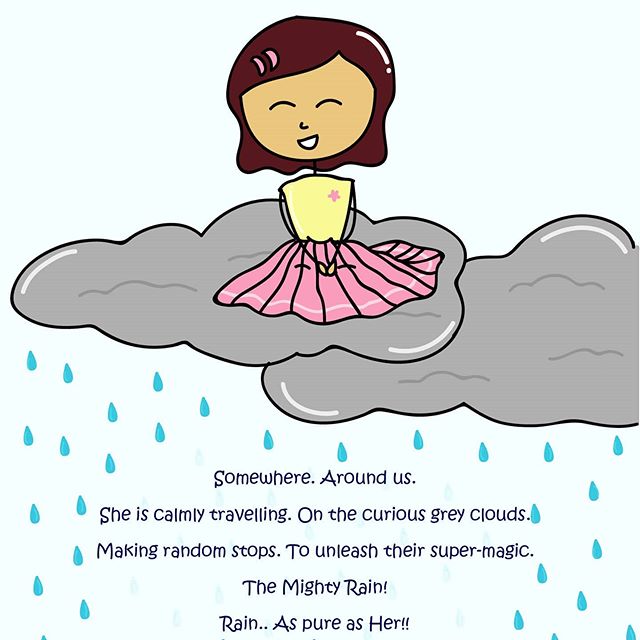 Somewhere. Around us.
She is calmly travelling. On the curious grey clouds.
Making random stops. To unleash their super-magic.
The Mighty Rain!
Rain.. As pure as Her!!